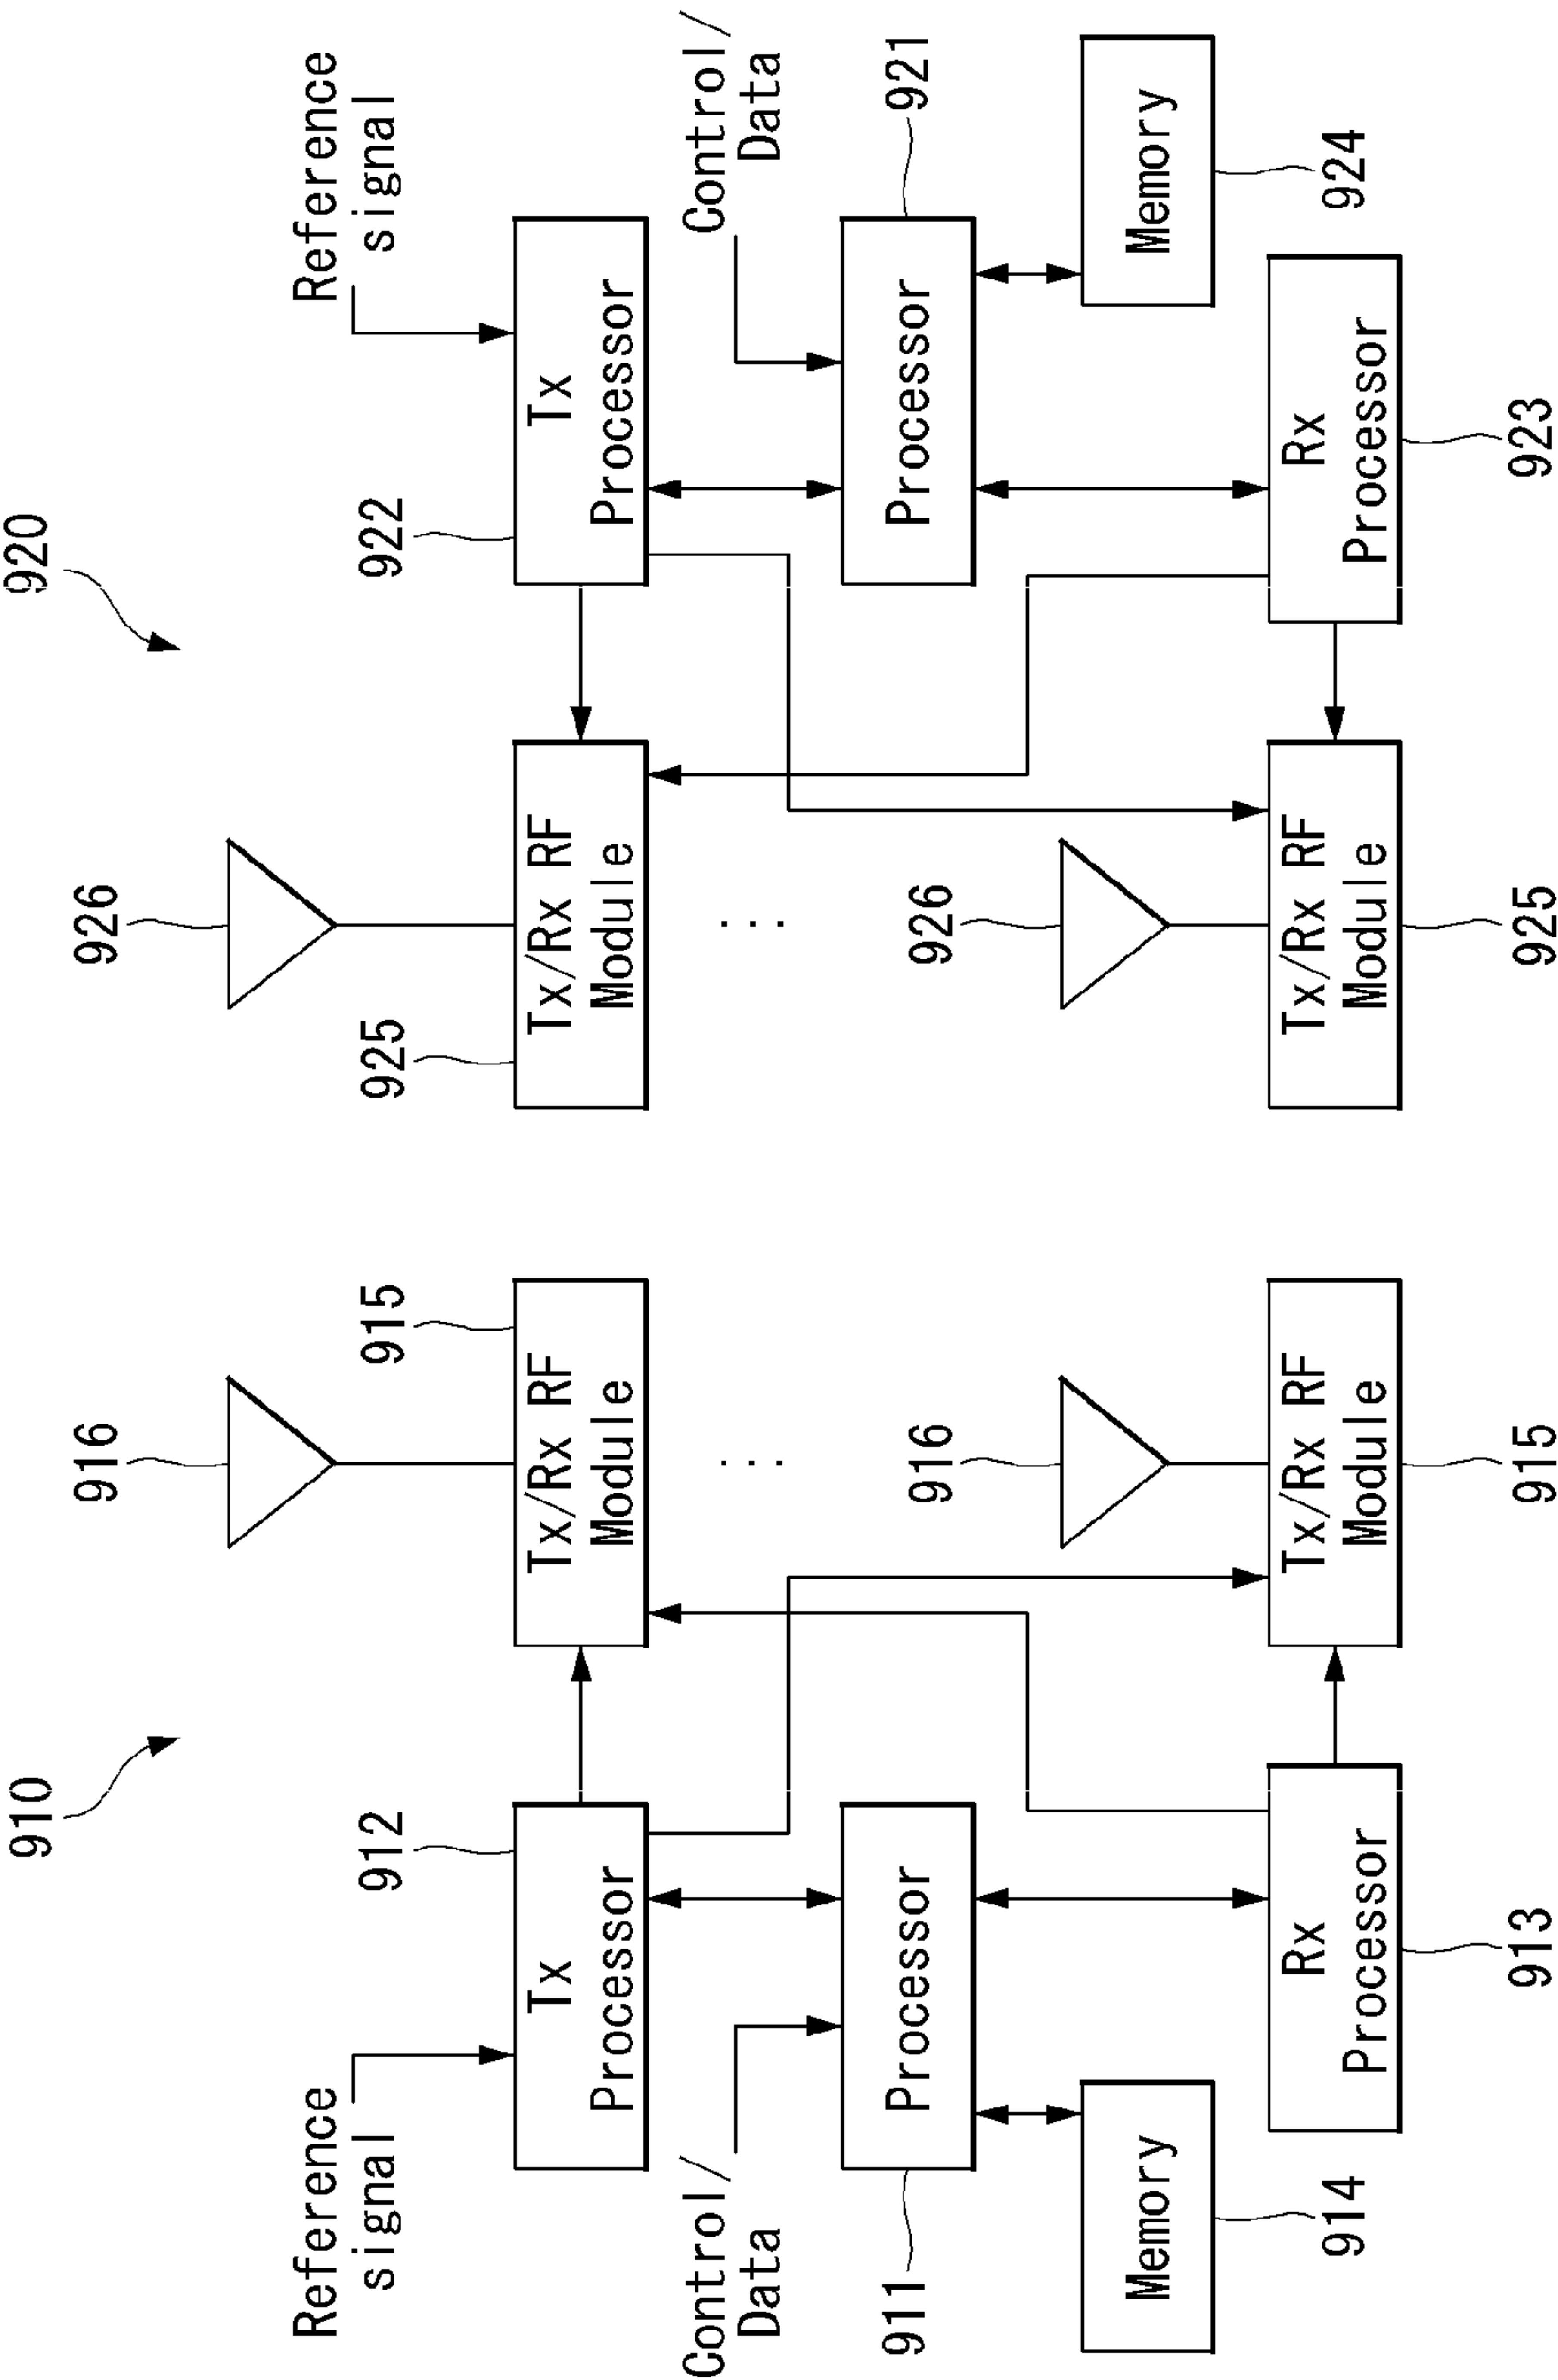 910
920
916
926
Reference
signal
912
915
925
922
Reference
signal
Tx
Processor
Tx/Rx RF
Module
Tx/Rx RF
Module
Tx
Processor
Control/
Data
...
...
Control/
Data
911
Processor
916
926
Processor
921
Memory
Memory
914
924
Rx
Processor
Tx/Rx RF
Module
Tx/Rx RF
Module
Rx
Processor
913
915
925
923